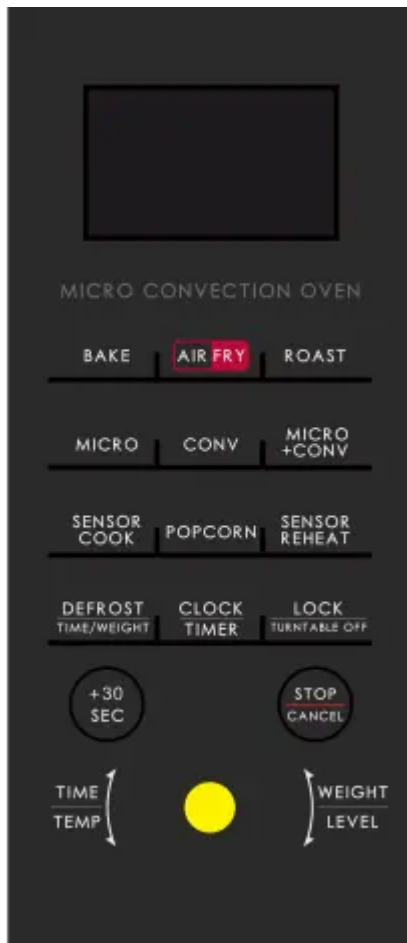 MICRO CONVECTION OVEN
BAKE
AIR FRY
ROAST
MICRO
CONV
MICRO
+CONV
SENSOR
COOK
POPCORN
SENSOR
REHEAT
DEFROST
TIME/WEIGHT
CLOCK
TIMER
LOCK
TURNTABLE OFF
+30
SEC
STOP
CANCEL
TIME
TEMP
WEIGHT
LEVEL